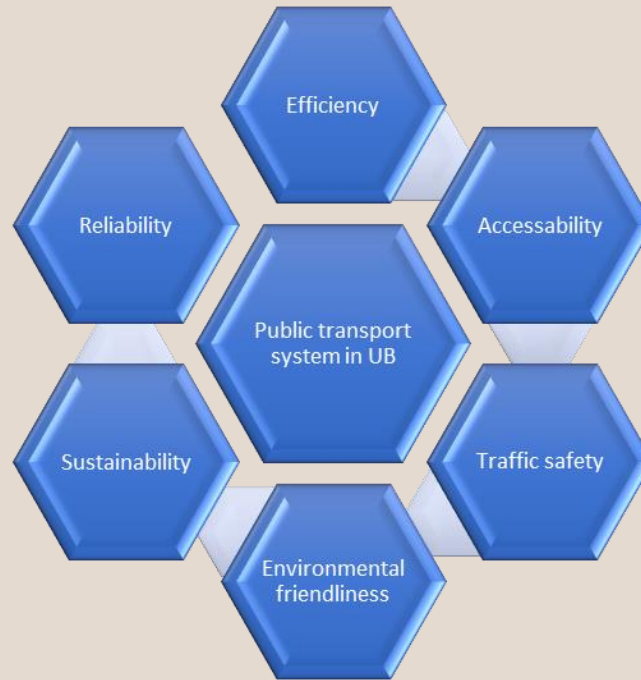 Efficiency
Reliability
Accessability
Public transport
system in UB
Sustainability
Traffic safety
Environmental
friendliness